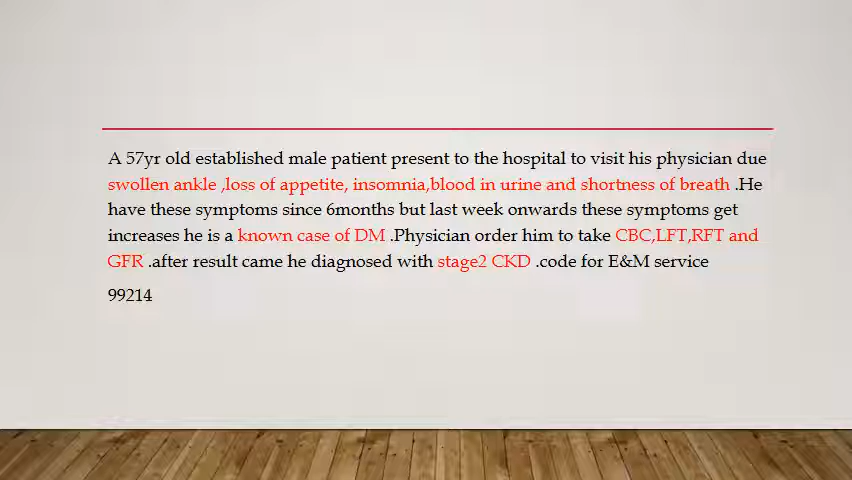 A 57yr old established male patient present to the hospital to visit his physician due
swollen ankle ,loss of appetite, insomnia,blood in urine and shortness of breath .He
have these symptoms since 6months but last week onwards these symptoms get
increases he is a known case of DM .Physician order him to take CBC,LFT,RFT and
GFR .after result came he diagnosed with stage2 CKD .code for E&M service
99214